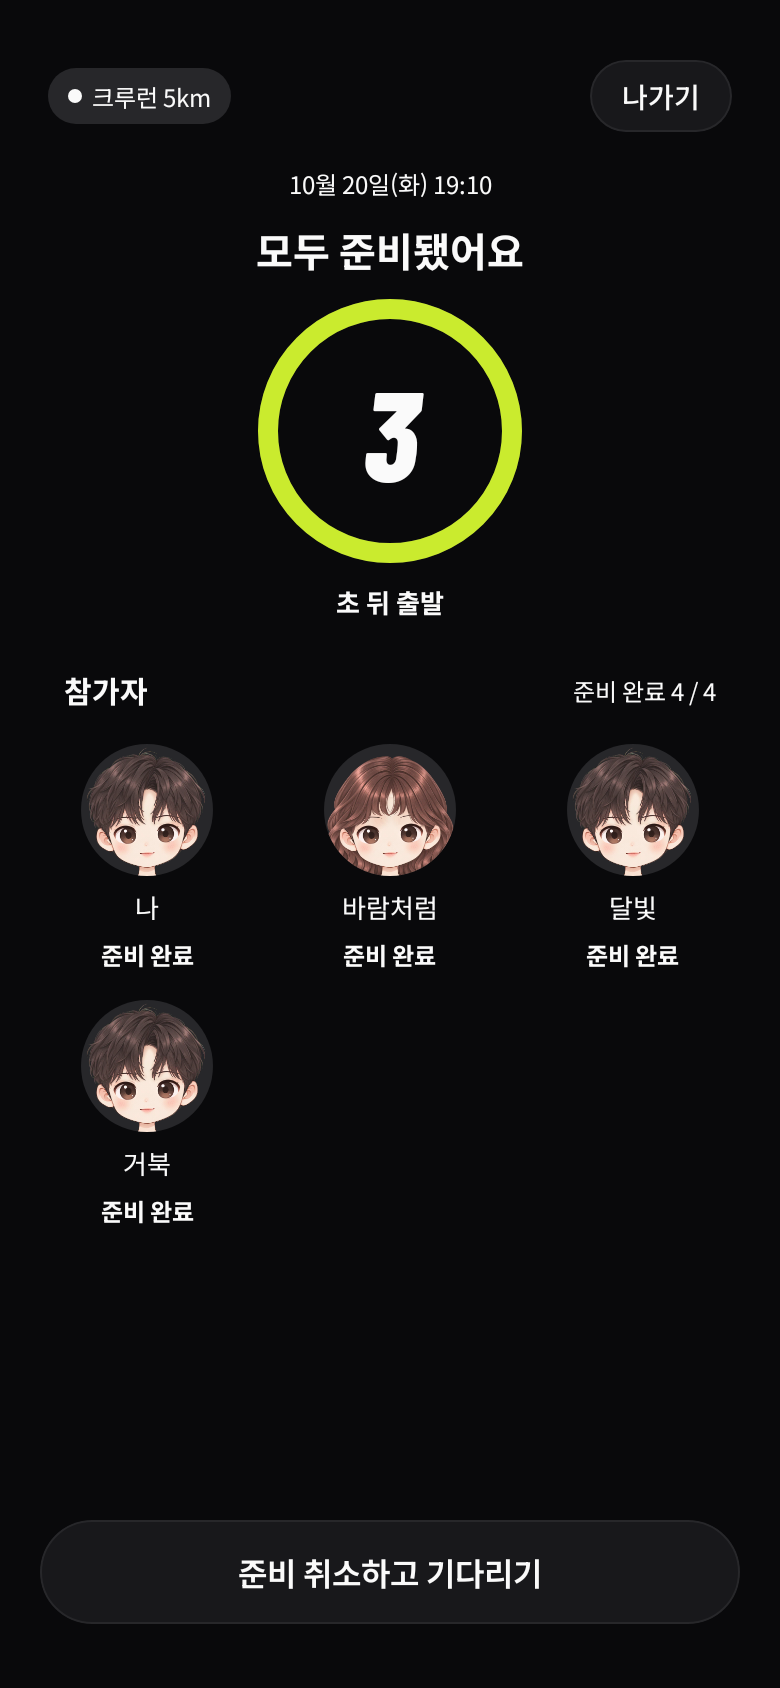 크루런 5km
나가기
10월 20일(화) 19:10
모두 준비됐어요
3
초 뒤 출발
참가자
준비 완료 4 / 4
나
바람처럼
달빛
준비 완료
준비 완료
준비 완료
거북
준비 완료
준비 취소하고 기다리기